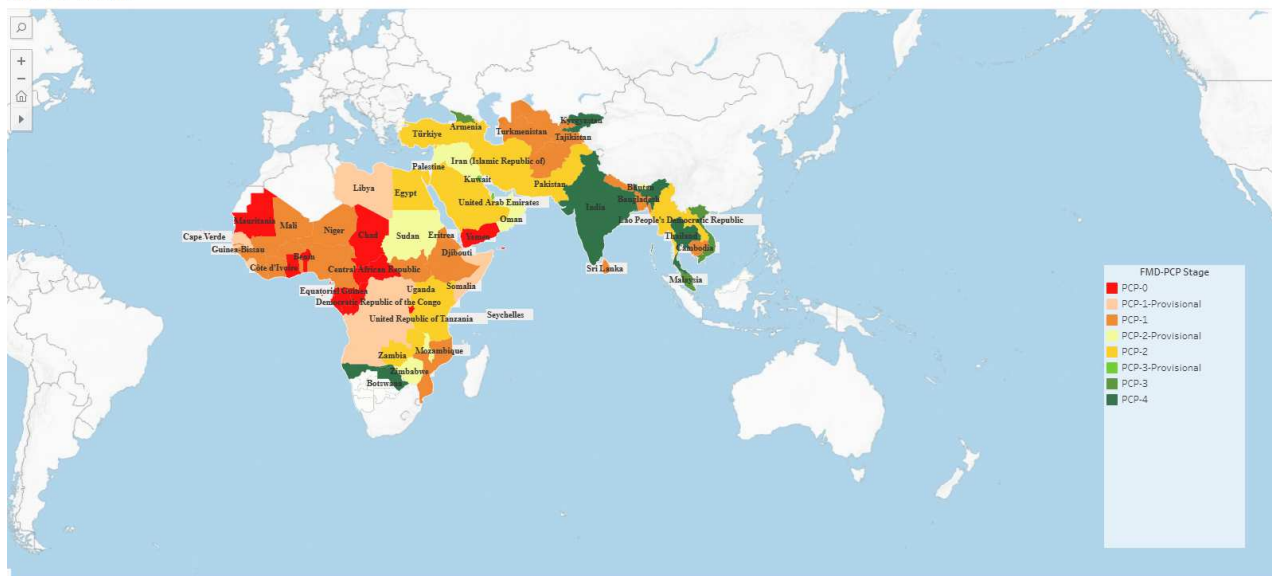 Kyrgyzstan
Armenia
Turkmenistan
Türkiye
Tajikistan
Iran (Islamic Republic of)
Palestine
Kuwait
Pakistan
Libya
Egypt
Bhutan
Bangladesh
United Arab Emirates
India
Oman
Lao People's Democratic Republic
Mauritania
Mali
Niger
Chad
Sudan
Eritrea
Yemen
Thailand
Cape Verde
Guinea-Bissau
Djibouti
Cambodia
Benin
Côte d'Ivoire
Central African Republic
Sri Lanka
Malaysia
Equatorial Guinea
Uganda
Somalia
Democratic Republic of the Congo
Seychelles
United Republic of Tanzania
Mozambique
Zambia
Zimbabwe
Botswana
FMD-PCP Stage
PCP-0
PCP-1-Provisional
PCP-1
PCP-2-Provisional
PCP-2
PCP-3-Provisional
PCP-3
PCP-4